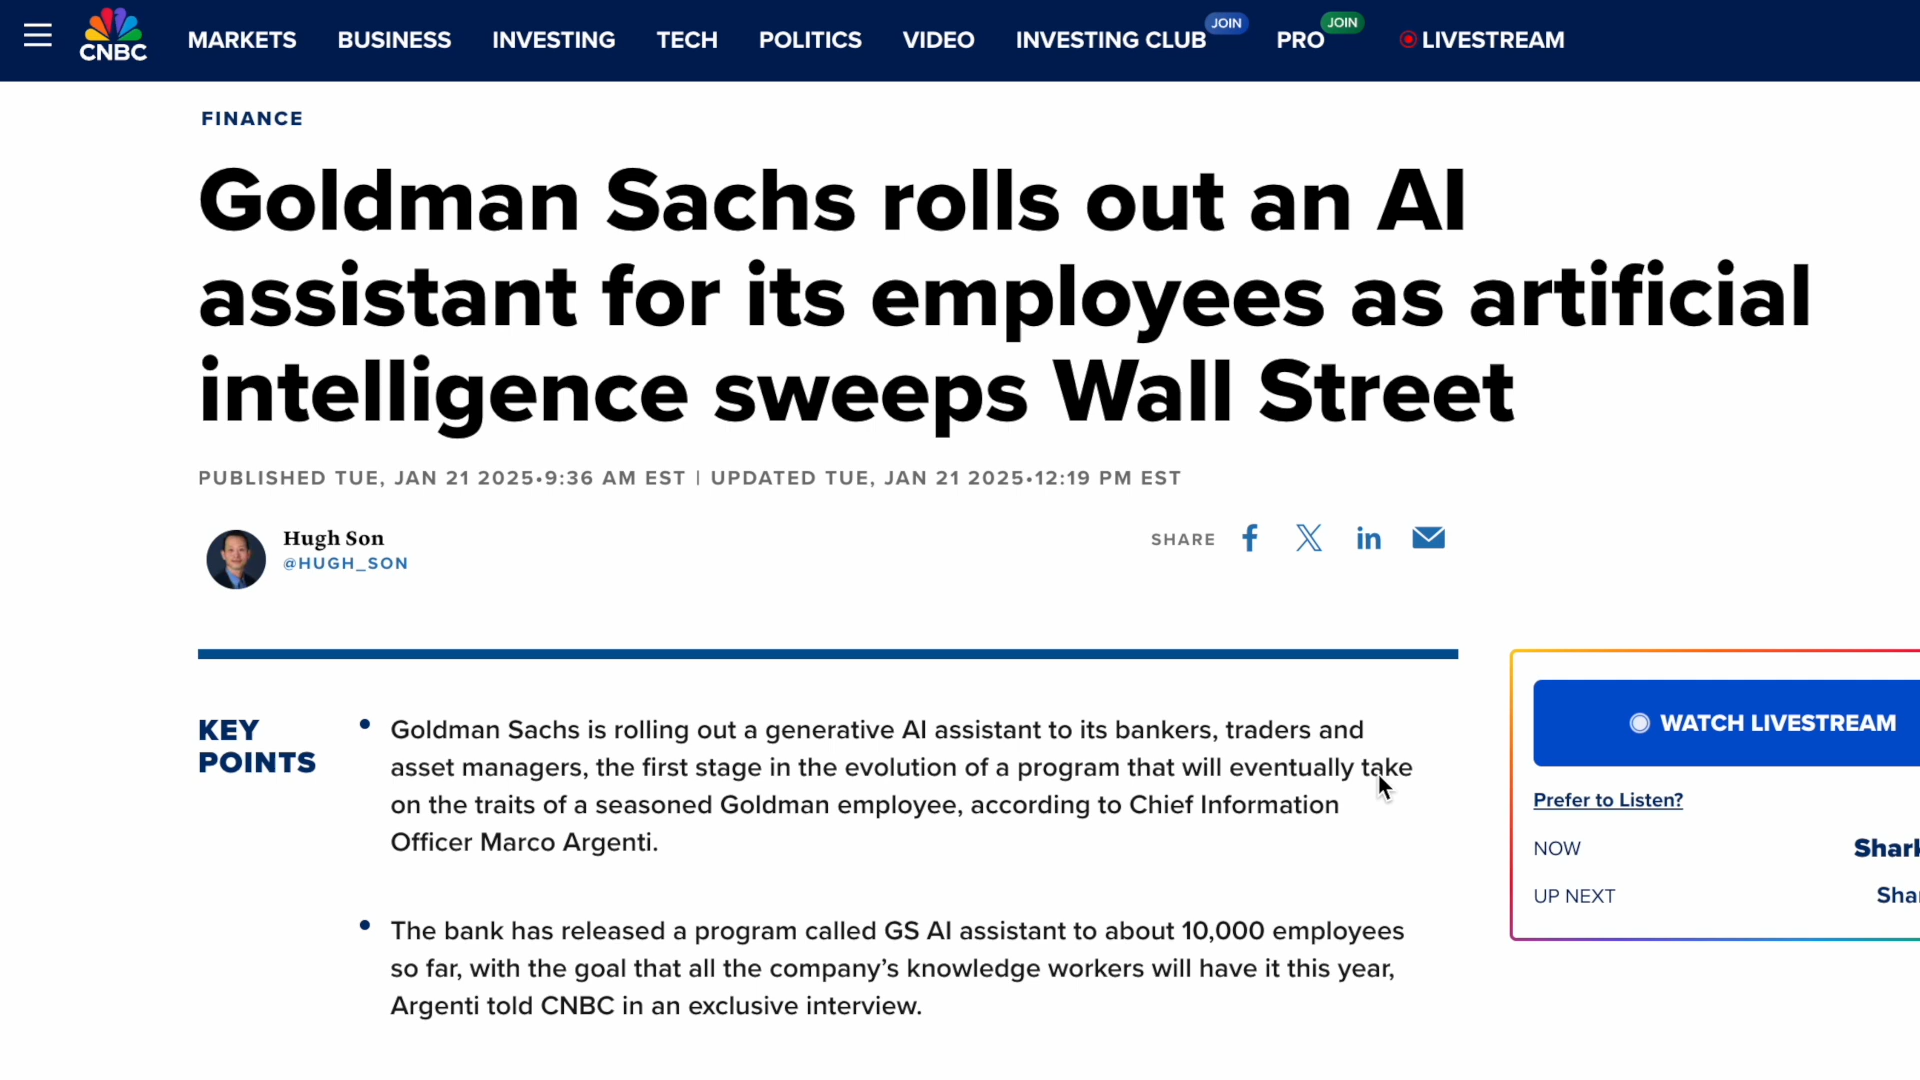 CNBC
MARKETS BUSINESS INVESTING TECH POLITICS VIDEO INVESTING CLUB JOIN PRO JOIN LIVESTREAM
FINANCE
Goldman Sachs rolls out an AI
assistant for its employees as artificial
intelligence sweeps Wall Street
PUBLISHED TUE, JAN 21 2025•9:36 AM EST | UPDATED TUE, JAN 21 2025•12:19 PM EST
Hugh Son
@HUGH_SON
SHARE
KEY
POINTS
• Goldman Sachs is rolling out a generative AI assistant to its bankers, traders and
asset managers, the first stage in the evolution of a program that will eventually take
on the traits of a seasoned Goldman employee, according to Chief Information
Officer Marco Argenti.
• The bank has released a program called GS AI assistant to about 10,000 employees
so far, with the goal that all the company’s knowledge workers will have it this year,
Argenti told CNBC in an exclusive interview.
WATCH LIVESTREAM
Prefer to Listen?
NOW
UP NEXT